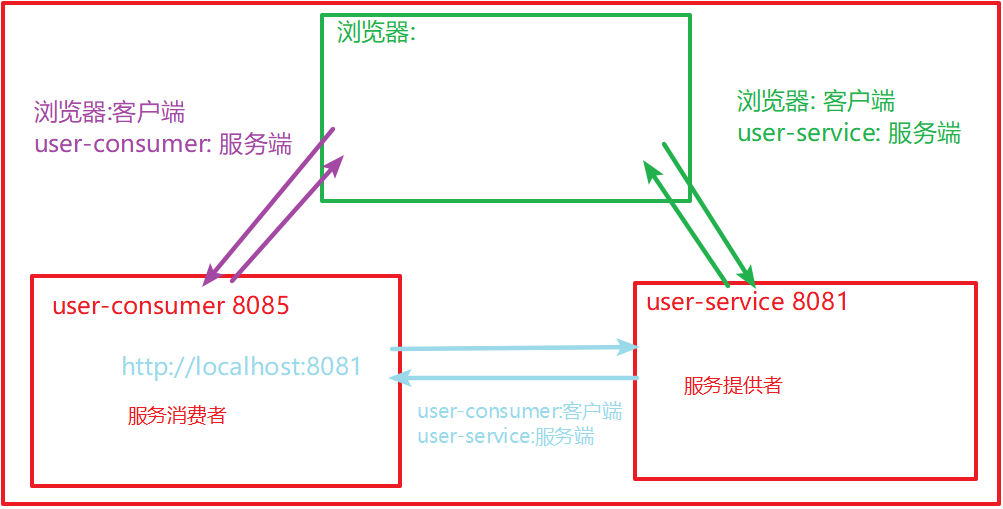 浏览器:
浏览器:客户端
user-consumer: 服务端
浏览器: 客户端
user-service: 服务端
user-consumer 8085
http://localhost:8081
服务消费者
user-service 8081
服务提供者
user-consumer:客户端
user-service:服务端